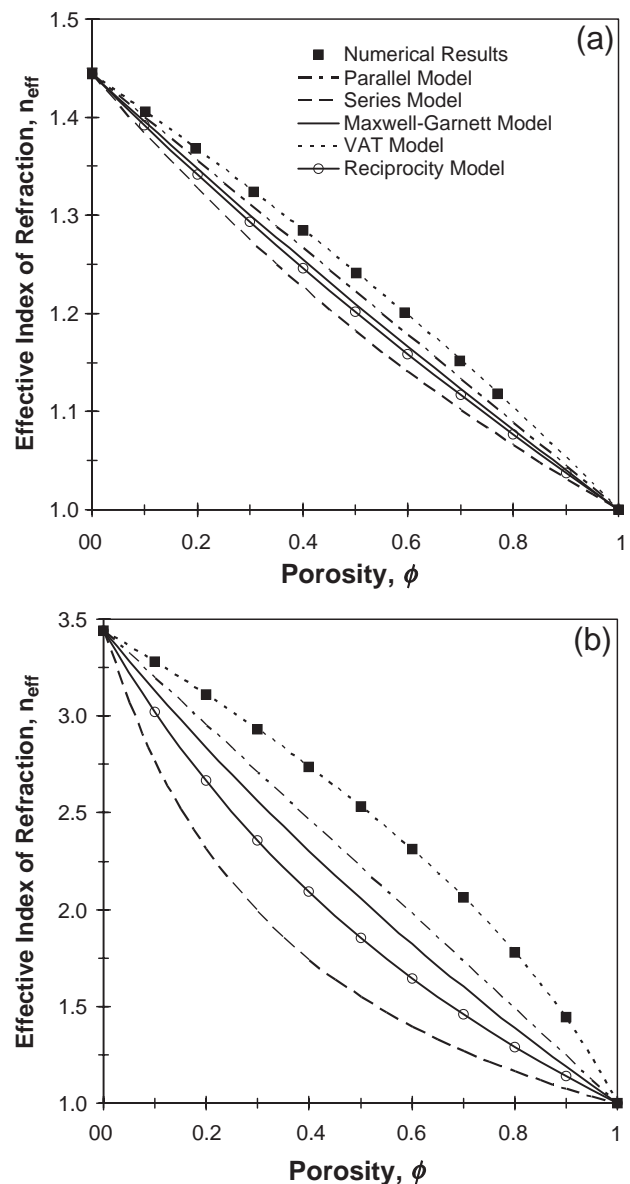 (a)
1.5
1.4
1.3
1.2
1.1
1.0
Effective Index of Refraction, n_eff
Numerical Results
Parallel Model
Series Model
Maxwell-Garnett Model
VAT Model
Reciprocity Model
00 0.2 0.4 0.6 0.8 1
Porosity, ϕ
(b)
3.5
3.0
2.5
2.0
1.5
1.0
Effective Index of Refraction, n_eff
00 0.2 0.4 0.6 0.8 1
Porosity, ϕ